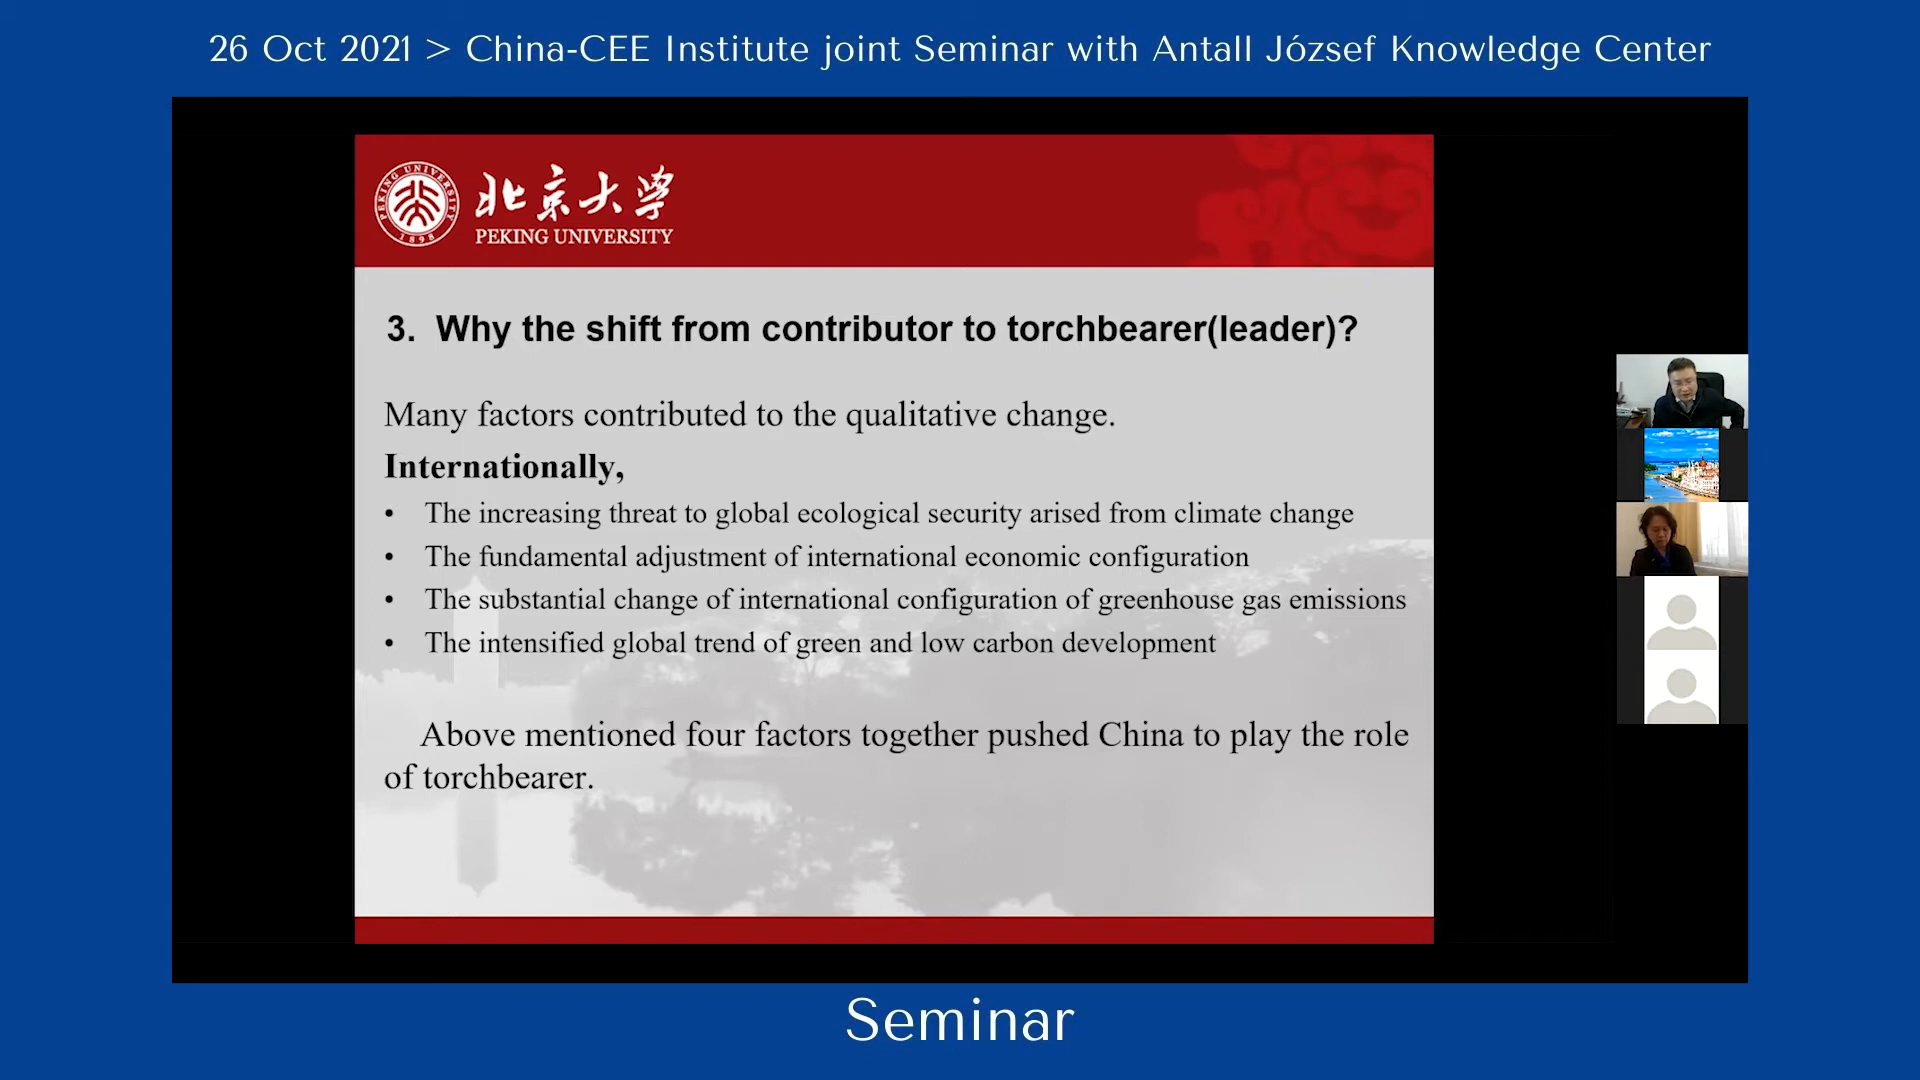 26 Oct 2021 > China-CEE Institute joint Seminar with Antall József Knowledge Center
PEKING UNIVERSITY
1898
北京大学
PEKING UNIVERSITY
3. Why the shift from contributor to torchbearer(leader)?
Many factors contributed to the qualitative change.
Internationally,
• The increasing threat to global ecological security arised from climate change
• The fundamental adjustment of international economic configuration
• The substantial change of international configuration of greenhouse gas emissions
• The intensified global trend of green and low carbon development
Above mentioned four factors together pushed China to play the role
of torchbearer.
Seminar